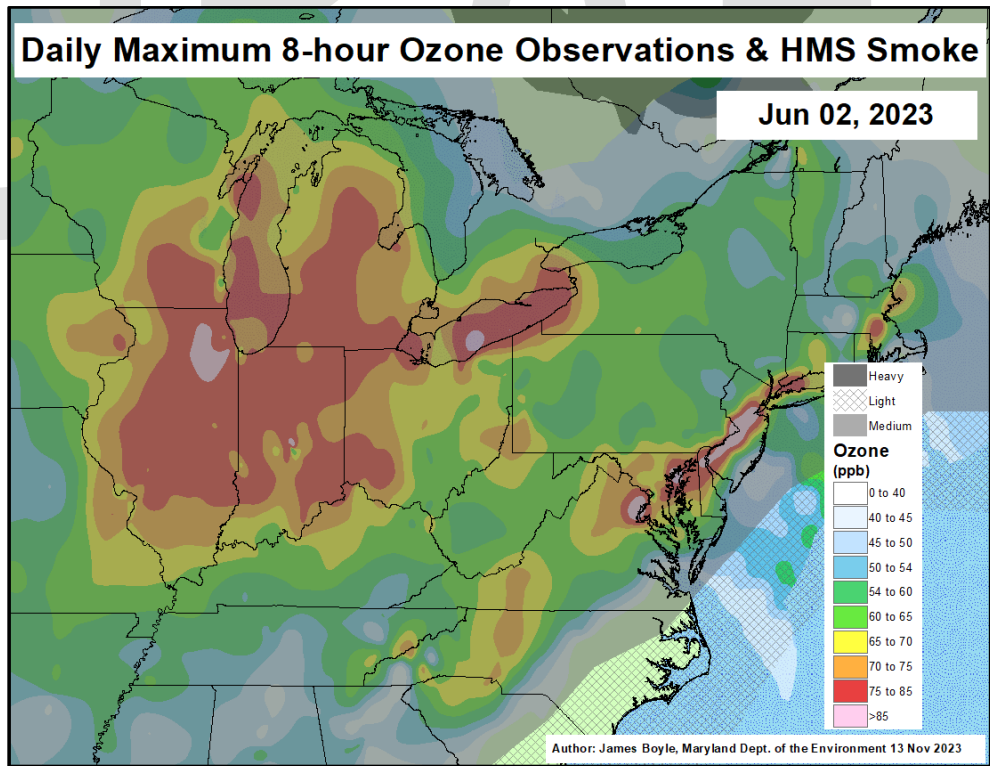 Daily Maximum 8-hour Ozone Observations & HMS Smoke
Jun 02, 2023
Heavy
Light
Medium
Ozone
(ppb)
0 to 40
40 to 45
45 to 50
50 to 54
54 to 60
60 to 65
65 to 70
70 to 75
75 to 85
>85
Author: James Boyle, Maryland Dept. of the Environment 13 Nov 2023